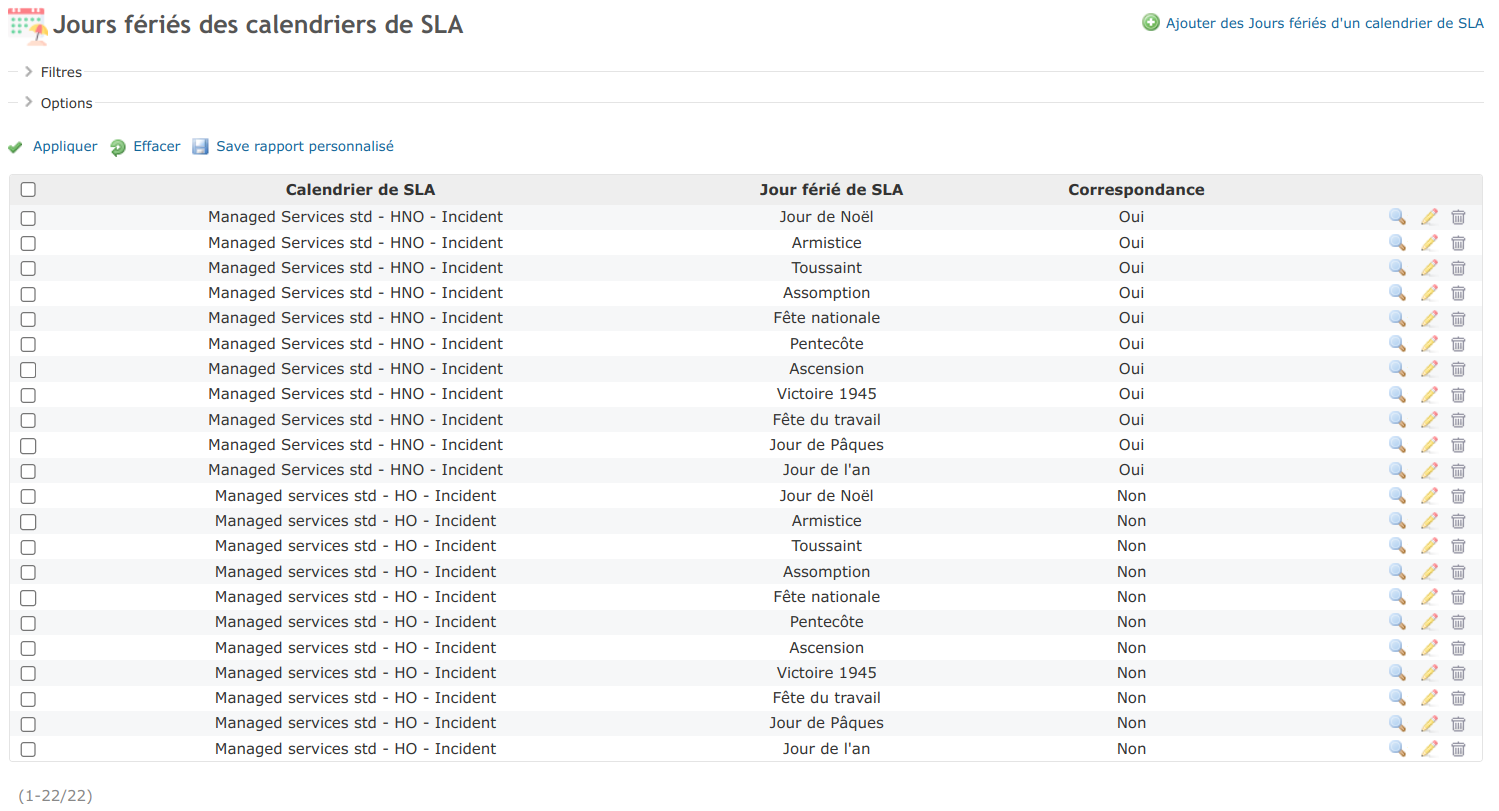 Jours fériés des calendriers de SLA
Ajouter des Jours fériés d'un calendrier de SLA
Filtres
Options
Appliquer Effacer Save rapport personnalisé
Calendrier de SLA Jour férié de SLA Correspondance
Managed Services std - HNO - Incident Jour de Noël Oui
Managed Services std - HNO - Incident Armistice Oui
Managed Services std - HNO - Incident Toussaint Oui
Managed Services std - HNO - Incident Assomption Oui
Managed Services std - HNO - Incident Fête nationale Oui
Managed Services std - HNO - Incident Pentecôte Oui
Managed Services std - HNO - Incident Ascension Oui
Managed Services std - HNO - Incident Victoire 1945 Oui
Managed Services std - HNO - Incident Fête du travail Oui
Managed Services std - HNO - Incident Jour de Pâques Oui
Managed Services std - HNO - Incident Jour de l'an Oui
Managed services std - HO - Incident Jour de Noël Non
Managed services std - HO - Incident Armistice Non
Managed services std - HO - Incident Toussaint Non
Managed services std - HO - Incident Assomption Non
Managed services std - HO - Incident Fête nationale Non
Managed services std - HO - Incident Pentecôte Non
Managed services std - HO - Incident Ascension Non
Managed services std - HO - Incident Victoire 1945 Non
Managed services std - HO - Incident Fête du travail Non
Managed services std - HO - Incident Jour de Pâques Non
Managed services std - HO - Incident Jour de l'an Non
(1-22/22)